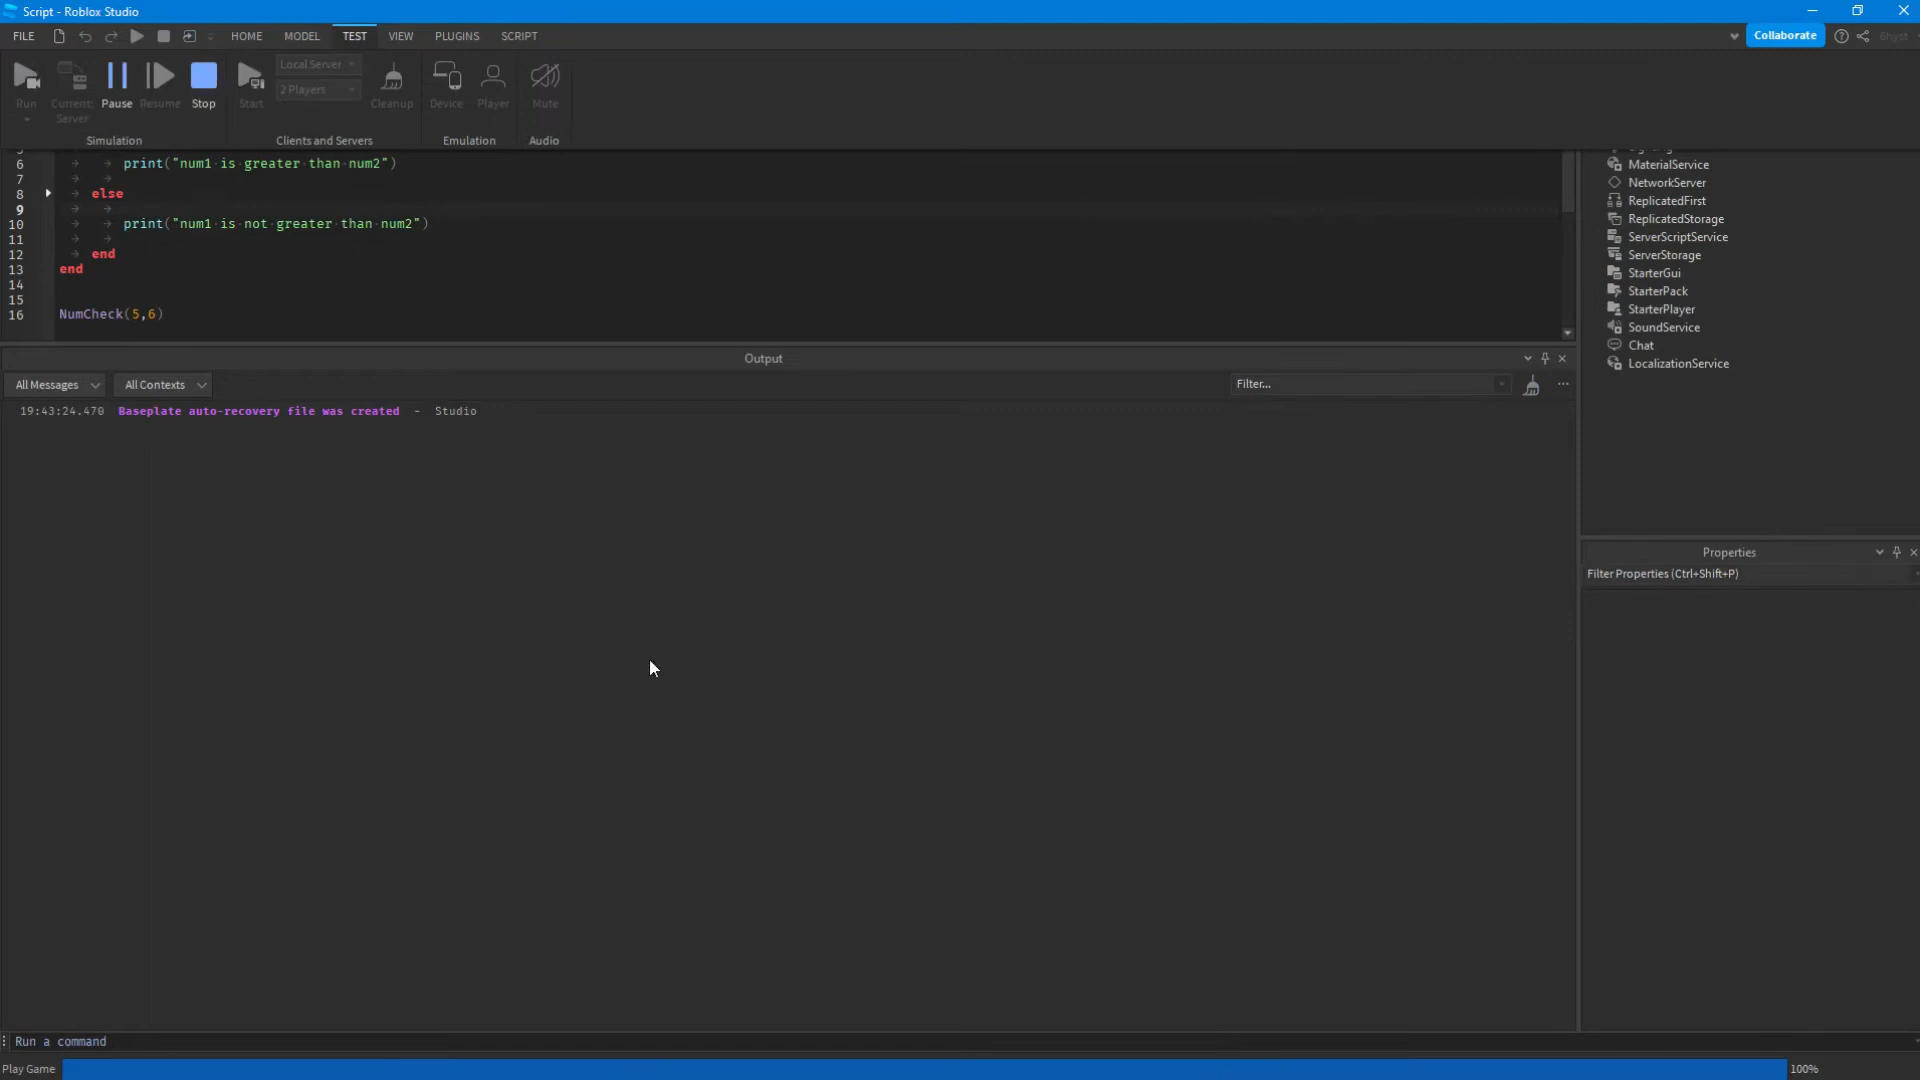 Script - Roblox Studio
FILE HOME MODEL TEST VIEW PLUGINS SCRIPT Collaborate 6hyst
Run Current: Server Pause Resume Stop Start Local Server 2 Players Cleanup Device Player Mute
Simulation Clients and Servers Emulation Audio
6 print("num1 is greater than num2")
7
8 else
9
10 print("num1 is not greater than num2")
11
12 end
13 end
14
15
16 NumCheck(5,6)
MaterialService
NetworkServer
ReplicatedFirst
ReplicatedStorage
ServerScriptService
ServerStorage
StarterGui
StarterPack
StarterPlayer
SoundService
Chat
LocalizationService
Output
All Messages All Contexts Filter...
19:43:24.470 Baseplate auto-recovery file was created - Studio
Properties
Filter Properties (Ctrl+Shift+P)
Run a command
Play Game 100%